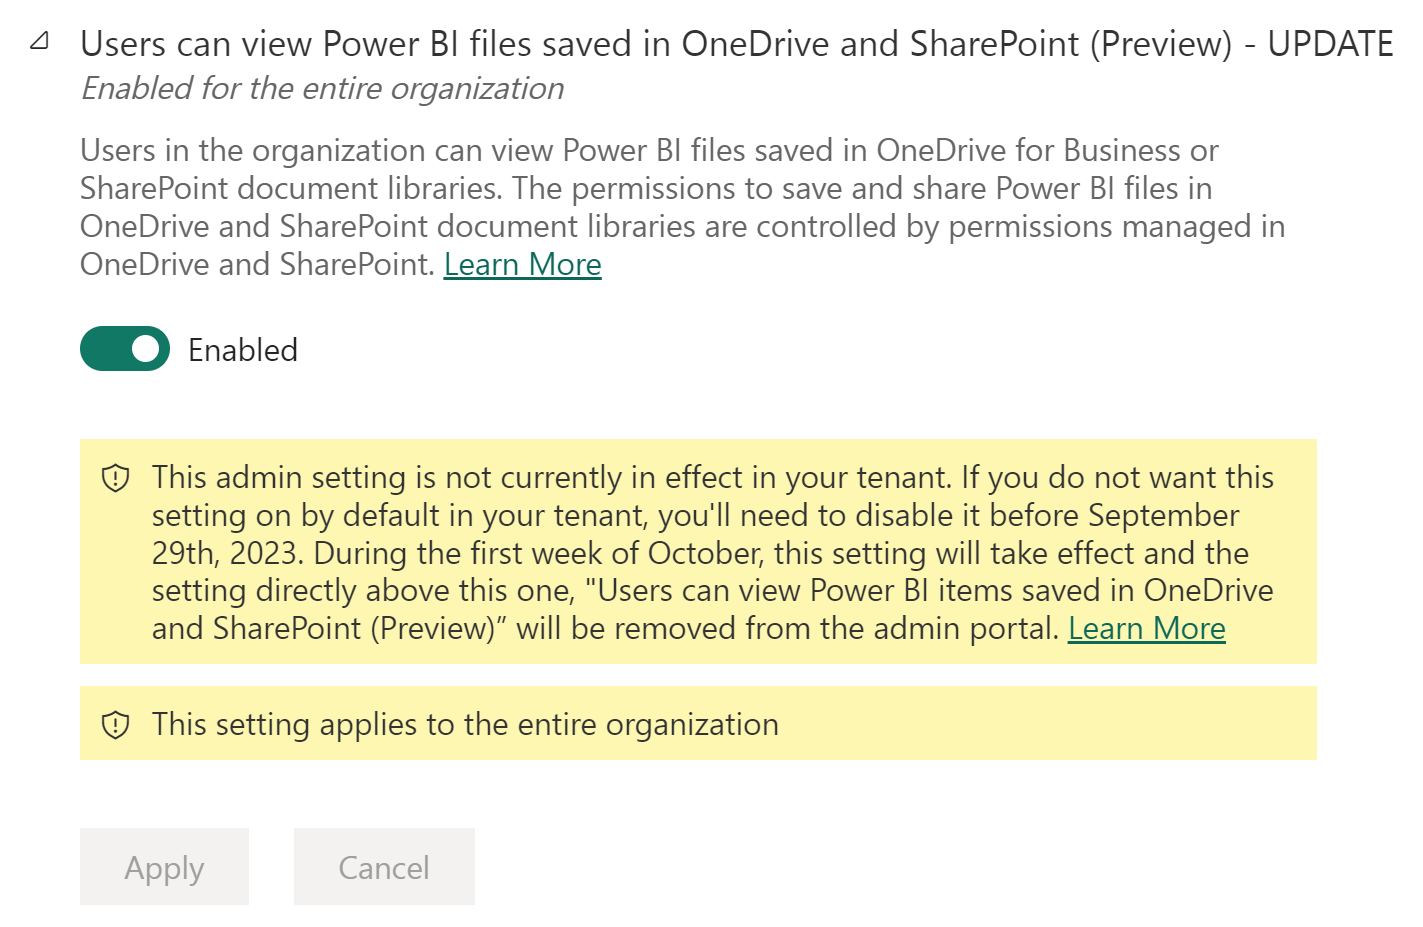 Users can view Power BI files saved in OneDrive and SharePoint (Preview) - UPDATE
Enabled for the entire organization
Users in the organization can view Power BI files saved in OneDrive for Business or
SharePoint document libraries. The permissions to save and share Power BI files in
OneDrive and SharePoint document libraries are controlled by permissions managed in
OneDrive and SharePoint. Learn More
Enabled
This admin setting is not currently in effect in your tenant. If you do not want this
setting on by default in your tenant, you'll need to disable it before September
29th, 2023. During the first week of October, this setting will take effect and the
setting directly above this one, "Users can view Power BI items saved in OneDrive
and SharePoint (Preview)” will be removed from the admin portal. Learn More
This setting applies to the entire organization
Apply
Cancel